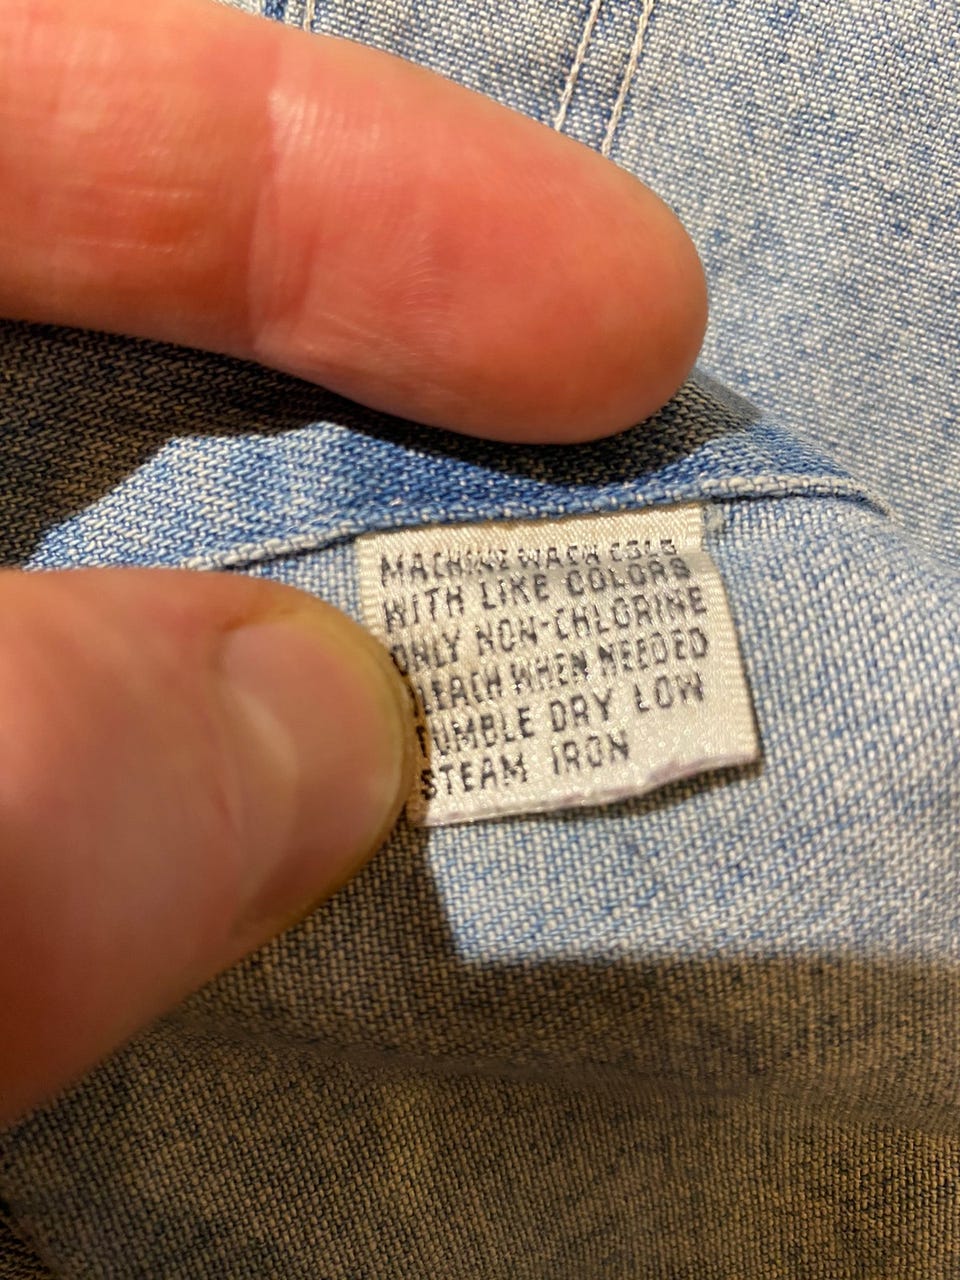 MACHINE WASH COLD
WITH LIKE COLORS
ONLY NON-CHLORINE
BLEACH WHEN NEEDED
TUMBLE DRY LOW
STEAM IRON